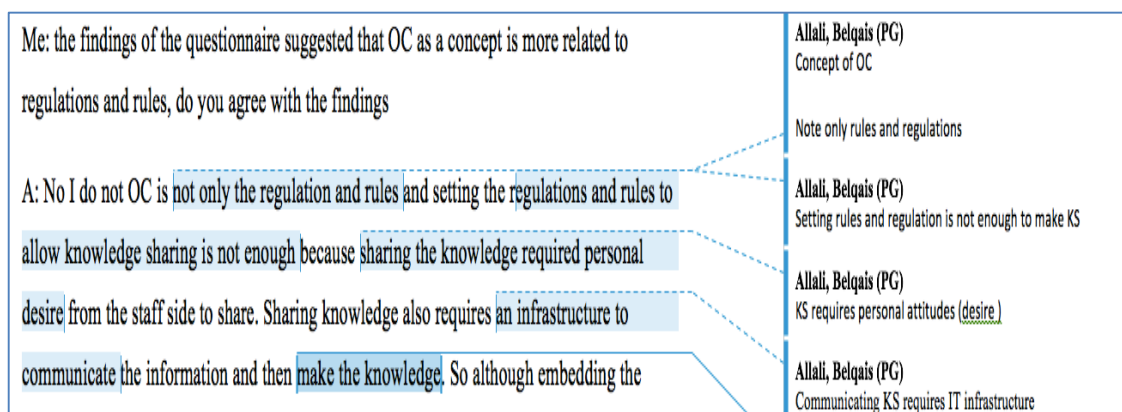 Me: the findings of the questionnaire suggested that OC as a concept is more related to
regulations and rules, do you agree with the findings
A: No I do not OC is not only the regulation and rules and setting the regulations and rules to
allow knowledge sharing is not enough because sharing the knowledge required personal
desire from the staff side to share. Sharing knowledge also requires an infrastructure to
communicate the information and then make the knowledge. So although embedding the
Allali, Belqais (PG)
Concept of OC
Note only rules and regulations
Allali, Belqais (PG)
Setting rules and regulation is not enough to make KS
Allali, Belqais (PG)
KS requires personal attitudes (desire )
Allali, Belqais (PG)
Communicating KS requires IT infrastructure